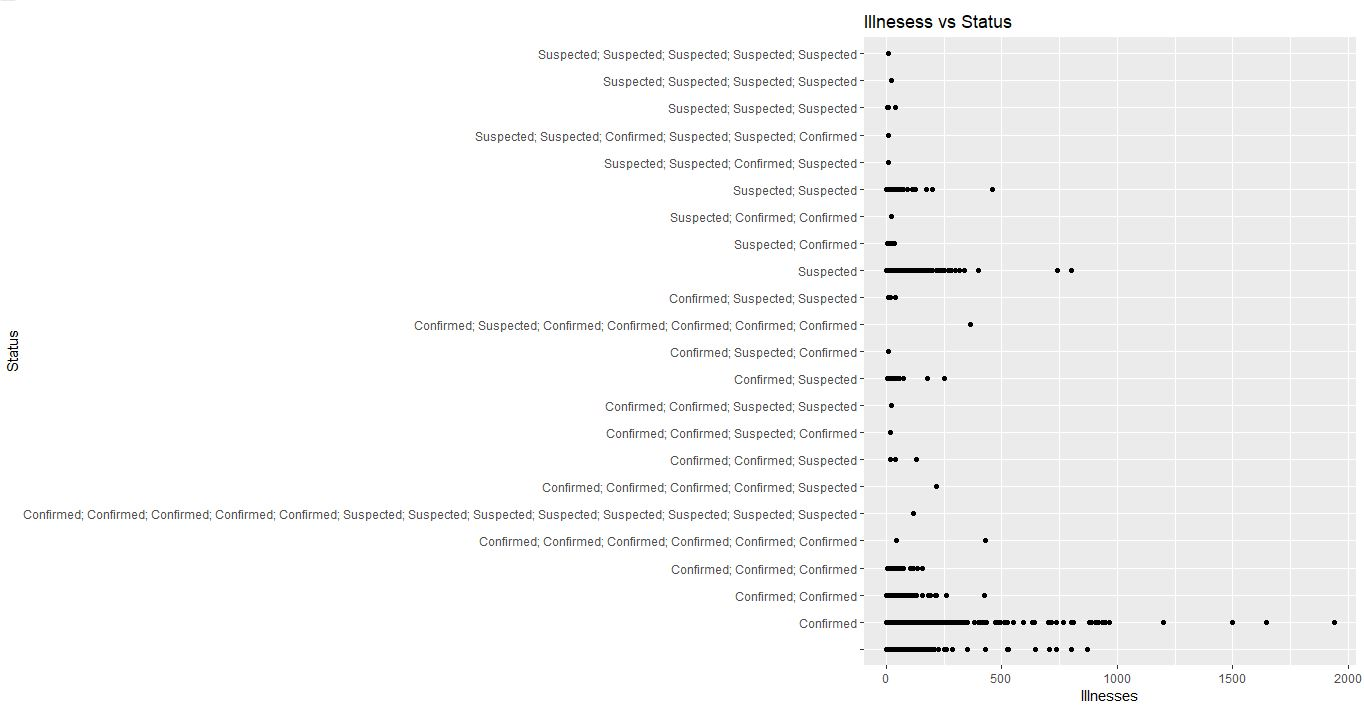 Illnesess vs Status
Suspected; Suspected; Suspected; Suspected; Suspected
Suspected; Suspected; Suspected; Suspected
Suspected; Suspected; Suspected
Suspected; Suspected; Confirmed; Suspected; Suspected; Confirmed
Suspected; Suspected; Confirmed; Suspected
Suspected; Suspected
Suspected; Confirmed; Confirmed
Suspected; Confirmed
Suspected
Confirmed; Suspected; Suspected
Confirmed; Suspected; Confirmed; Confirmed; Confirmed; Confirmed; Confirmed
Confirmed; Suspected; Confirmed
Confirmed; Suspected
Confirmed; Confirmed; Suspected; Suspected
Confirmed; Confirmed; Suspected; Confirmed
Confirmed; Confirmed; Suspected
Confirmed; Confirmed; Confirmed; Confirmed; Suspected
Confirmed; Confirmed; Confirmed; Confirmed; Confirmed; Suspected; Suspected; Suspected; Suspected; Suspected; Suspected; Suspected; Suspected
Confirmed; Confirmed; Confirmed; Confirmed; Confirmed; Confirmed
Confirmed; Confirmed; Confirmed
Confirmed; Confirmed
Confirmed
Status
0 500 1000 1500 2000
Illnesses